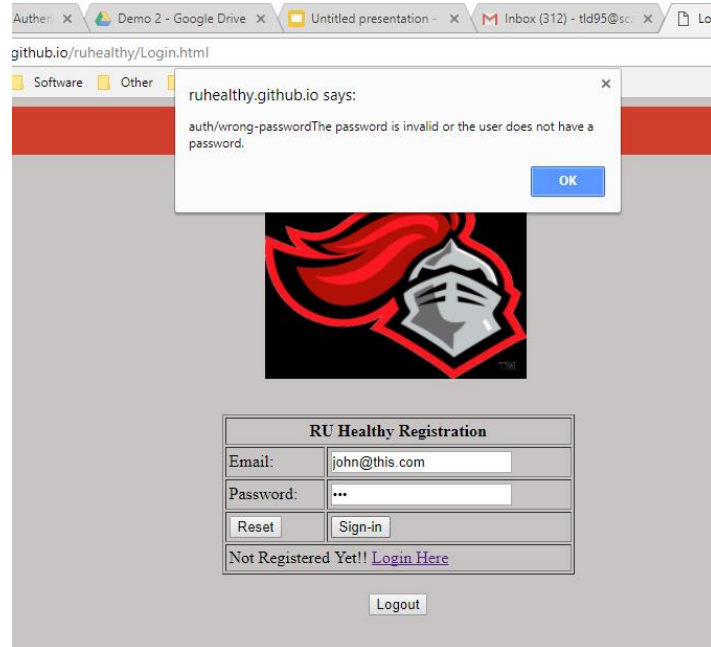 Authen
Demo 2 - Google Drive
Untitled presentation -
Inbox (312) - tld95@sc
Lo
github.io/ruhealthy/Login.html
Software Other
ruhealthy.github.io says:
auth/wrong-passwordThe password is invalid or the user does not have a
password.
OK
TM
RU Healthy Registration
Email: john@this.com
Password: •••
Reset Sign-in
Not Registered Yet!! Login Here
Logout